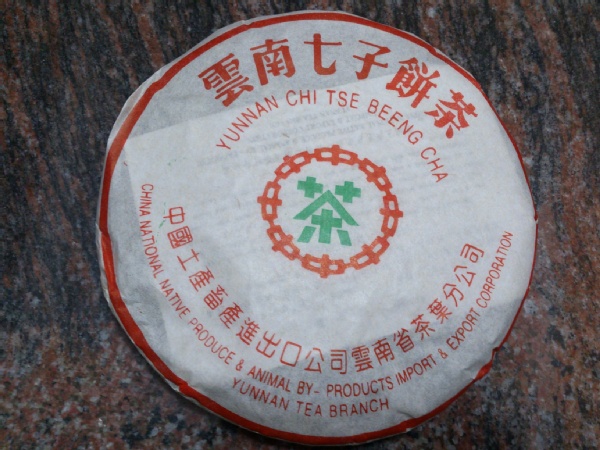 雲南七子餅茶
YUNNAN CHI TSE BEENG CHA
茶
中國土產畜產進出口公司雲南省茶葉分公司
CHINA NATIONAL NATIVE PRODUCE & ANIMAL BY- PRODUCTS IMPORT & EXPORT CORPORATION
YUNNAN TEA BRANCH